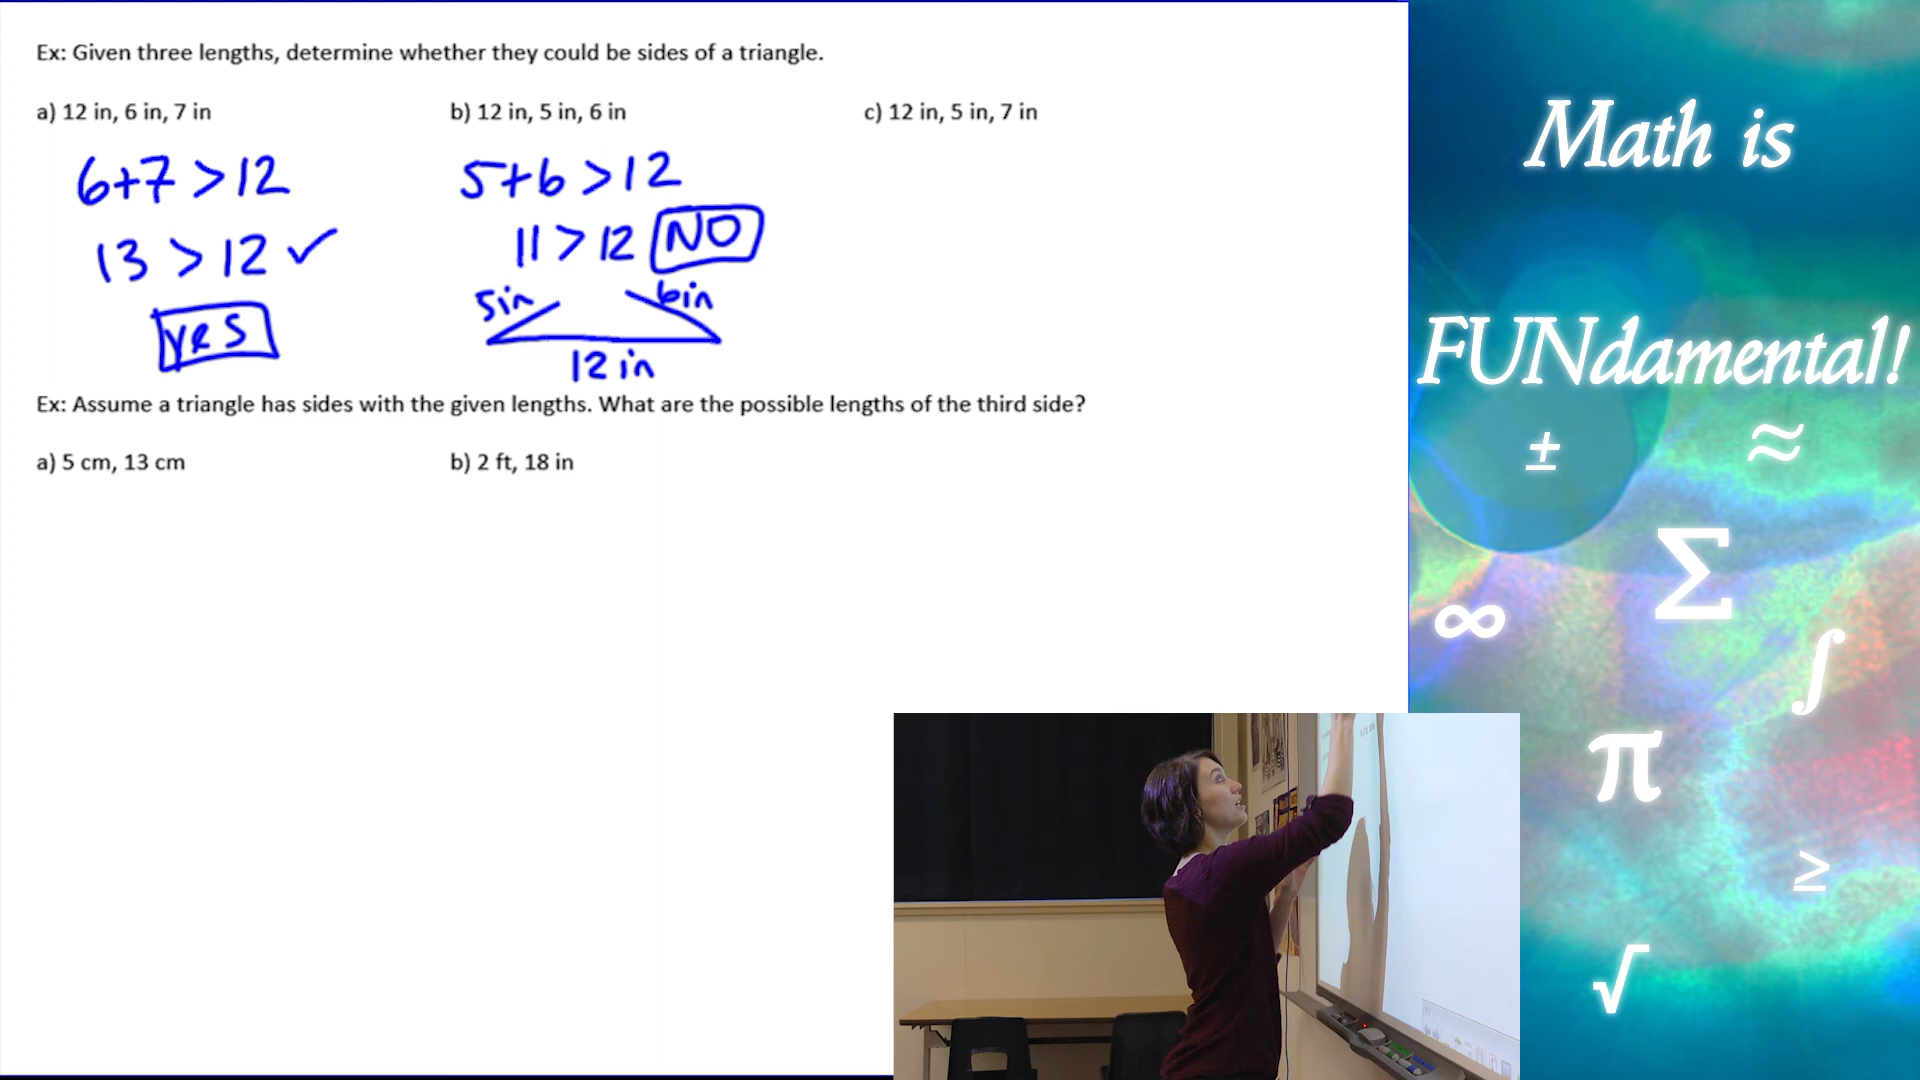 Ex: Given three lengths, determine whether they could be sides of a triangle.
a) 12 in, 6 in, 7 in
b) 12 in, 5 in, 6 in
c) 12 in, 5 in, 7 in
6+7 > 12
13 > 12 ✓
yes
5+6 > 12
11 > 12 NO
5in
6in
12 in
Ex: Assume a triangle has sides with the given lengths. What are the possible lengths of the third side?
a) 5 cm, 13 cm
b) 2 ft, 18 in
Math is
FUNdamental!
± ≈
Σ
∞
∫
π
≥
√